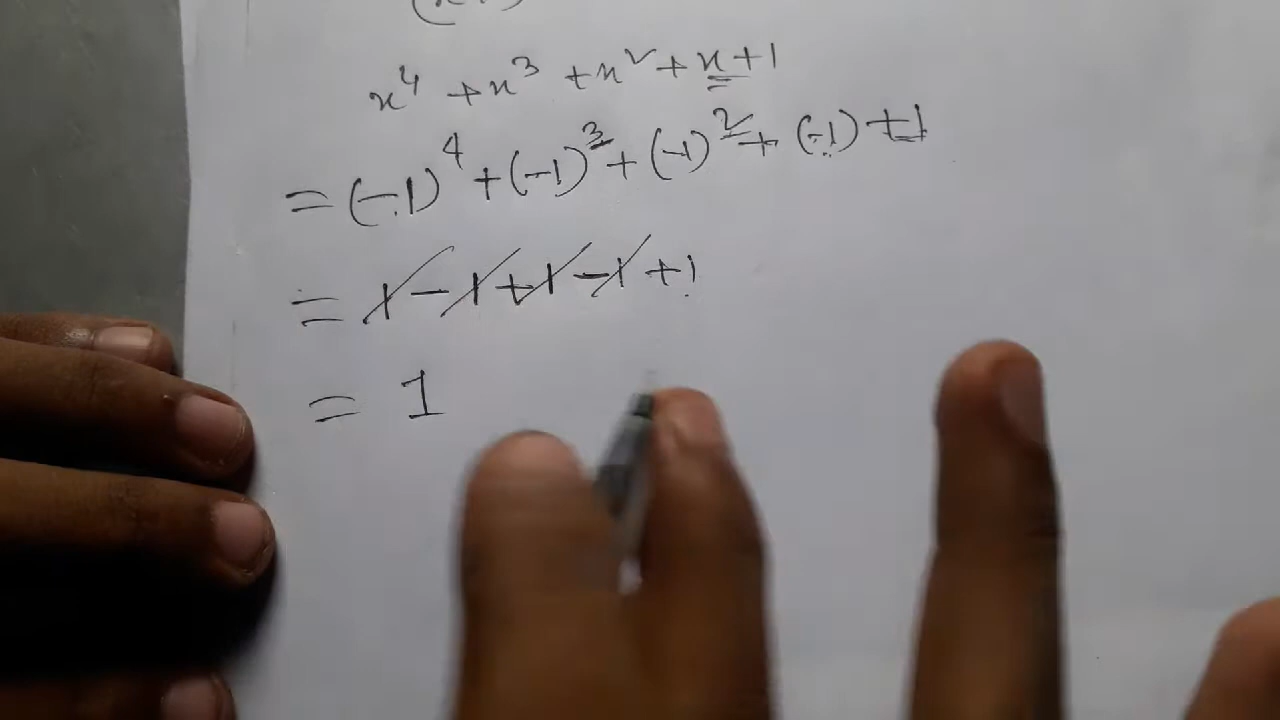 x⁴ + x³ + x² + x + 1
= (-1)⁴ + (-1)³ + (-1)² + (-1) + 1
= 1 - 1 + 1 - 1 + 1
= 1